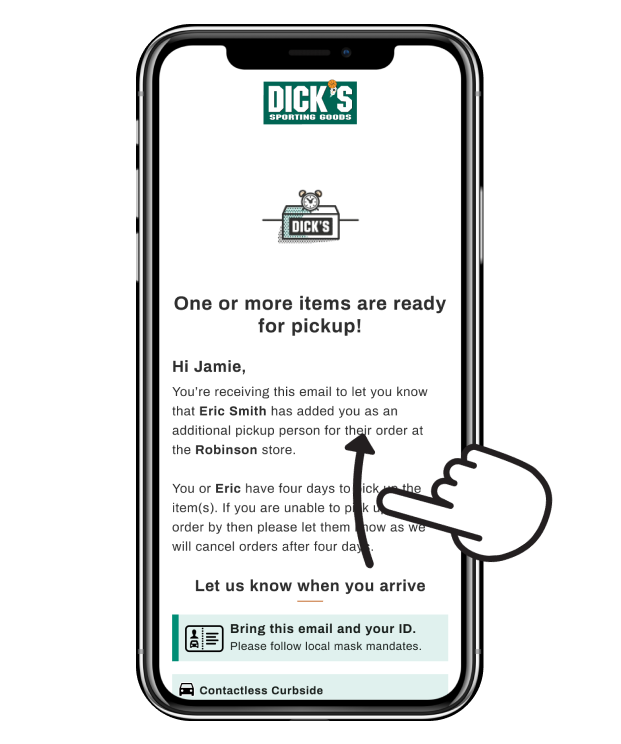 DICK'S
SPORTING GOODS
DICK'S
One or more items are ready
for pickup!
Hi Jamie,
You're receiving this email to let you know
that Eric Smith has added you as an
additional pickup person for their order at
the Robinson store.
You or Eric have four days to pick up the
item(s). If you are unable to pick
order by then please let them know as we
will cancel orders after four days.
Let us know when you arrive
Bring this email and your ID.
Please follow local mask mandates.
Contactless Curbside